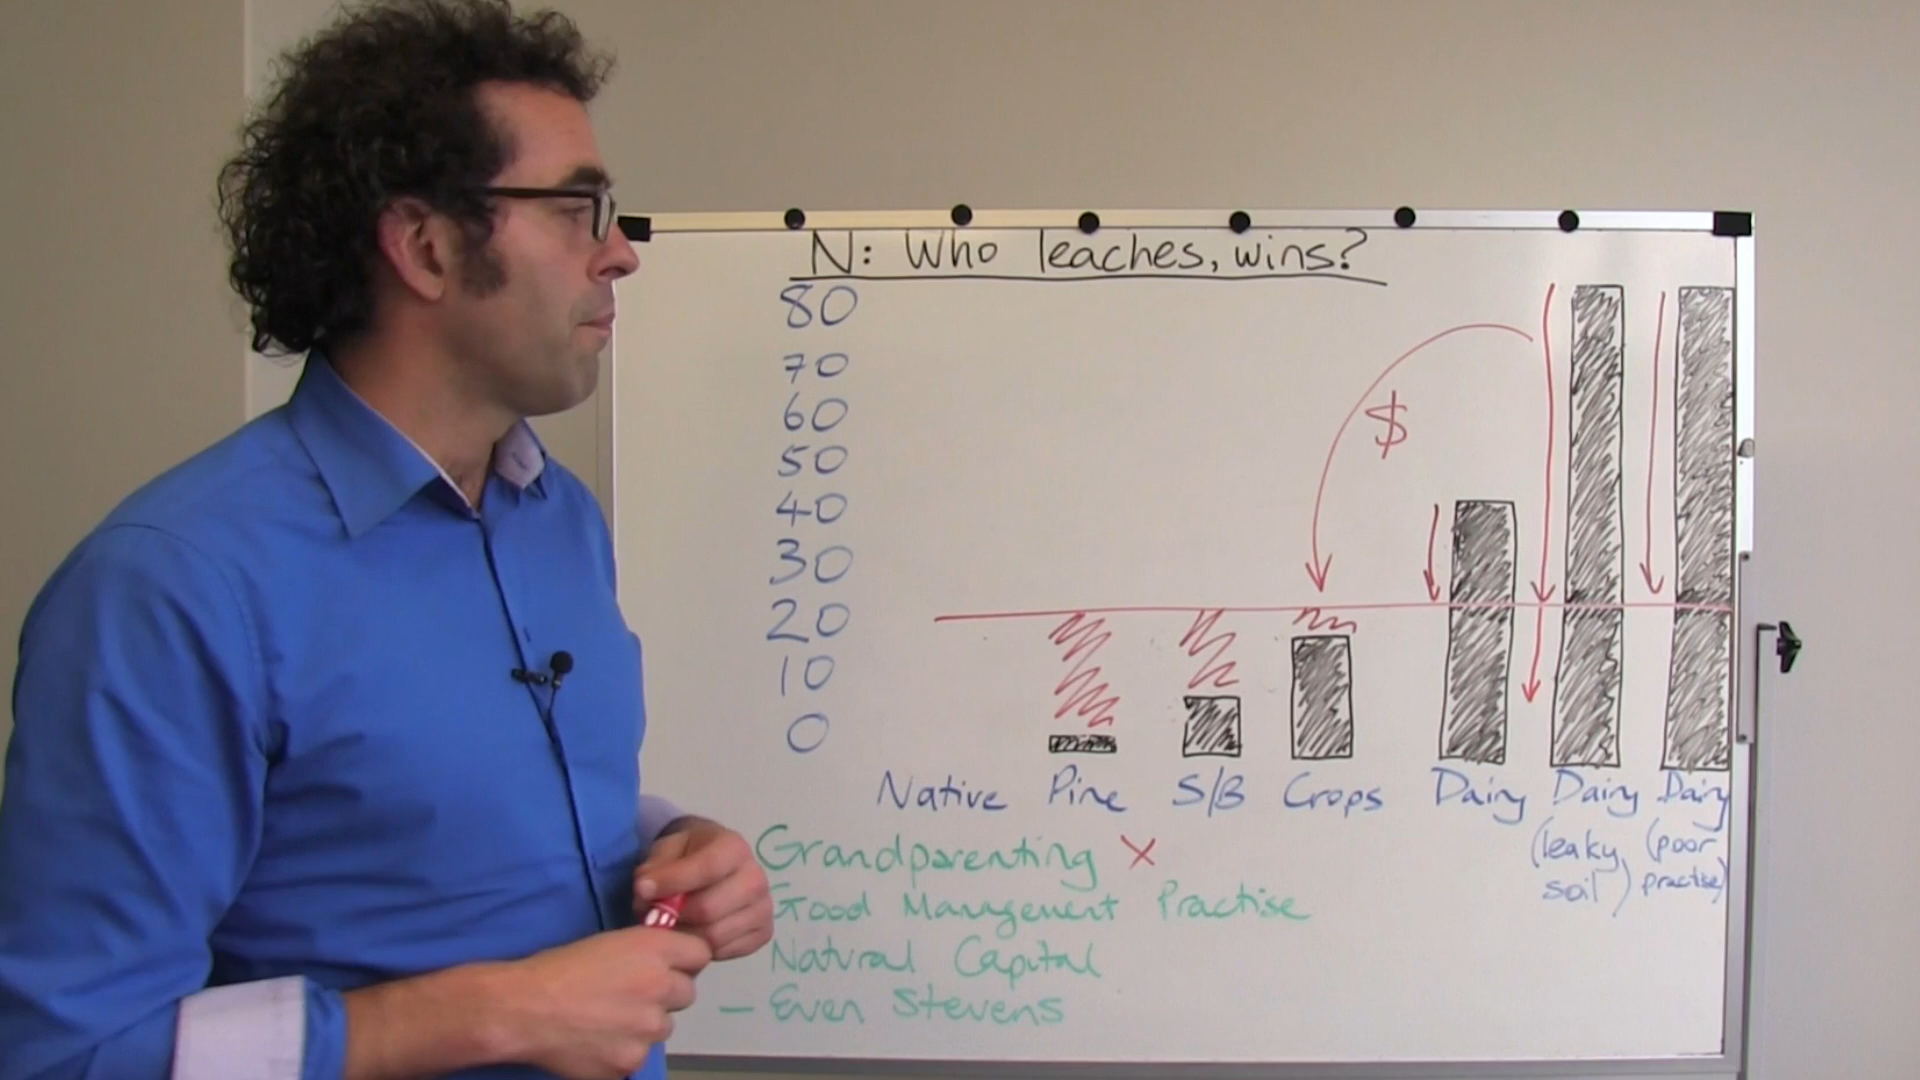 N: Who leaches, wins?
80
70
60
50
40
30
20
10
0
$
Native Pine S/B Crops Dairy Dairy Dairy
(leaky soil)
(poor practise)
Grandparenting X
Good Management Practise
Natural Capital
— Even Stevens